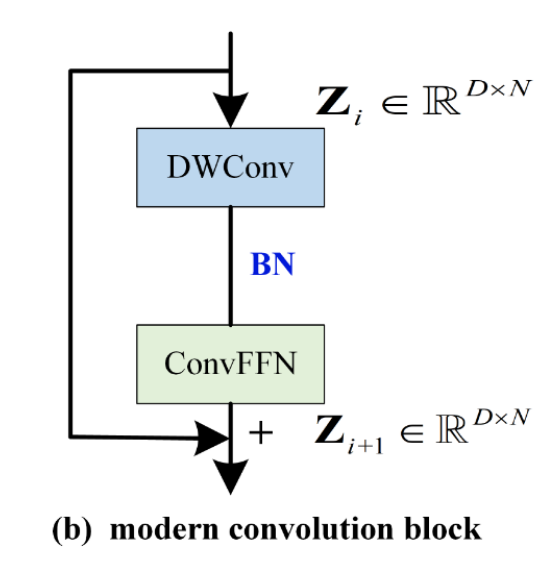 Z_i ∈ ℝ^{D×N}
DWConv
BN
ConvFFN
+ Z_{i+1} ∈ ℝ^{D×N}
(b) modern convolution block